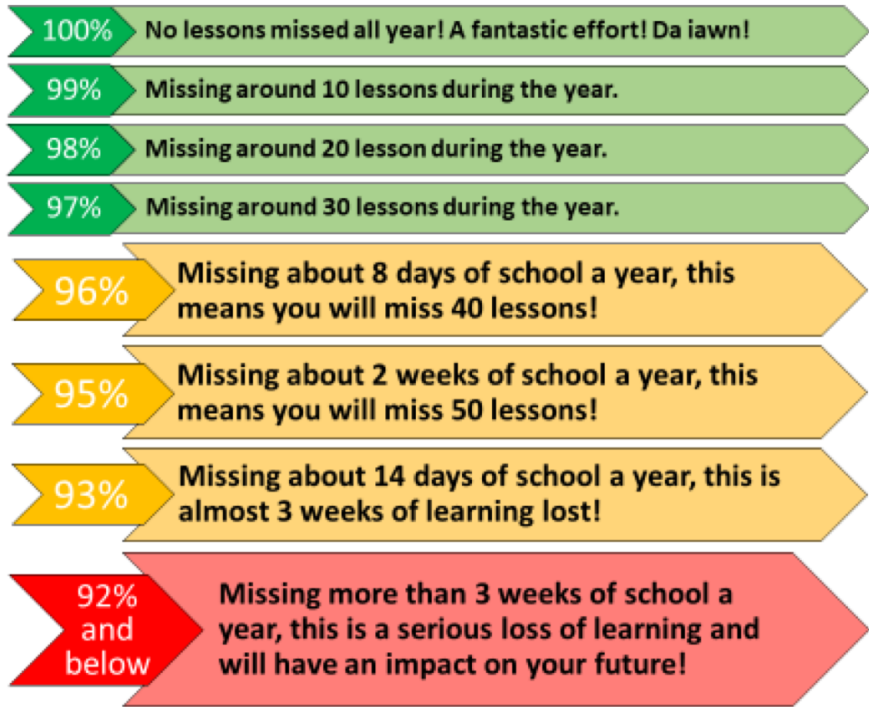 100% No lessons missed all year! A fantastic effort! Da iawn!
99% Missing around 10 lessons during the year.
98% Missing around 20 lesson during the year.
97% Missing around 30 lessons during the year.
96%
Missing about 8 days of school a year, this
means you will miss 40 lessons!
95%
Missing about 2 weeks of school a year, this
means you will miss 50 lessons!
93%
Missing about 14 days of school a year, this is
almost 3 weeks of learning lost!
92%
and
below
Missing more than 3 weeks of school a
year, this is a serious loss of learning and
will have an impact on your future!